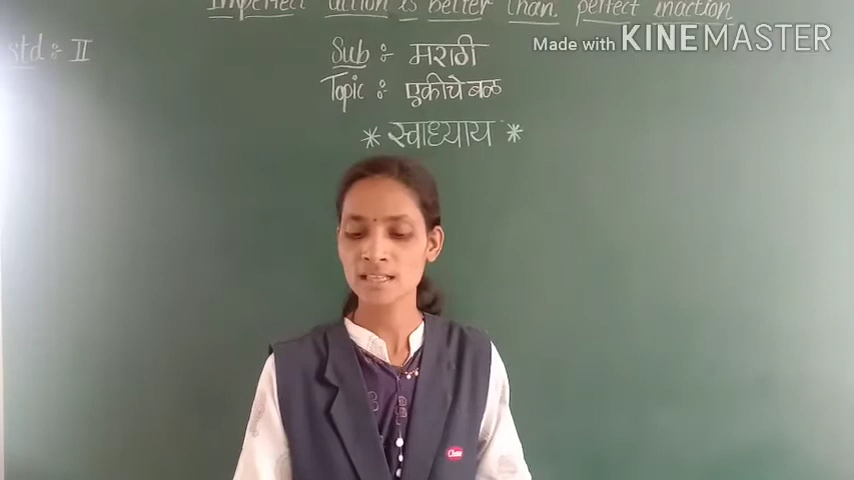 Imperfect action is better than perfect inaction
Made with KINEMASTER
std :- II
Sub :- मराठी
Topic :- एकीचे बळ
* स्वाध्याय *